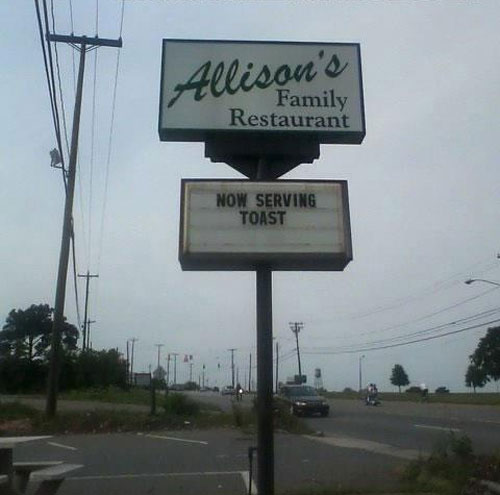 Allison's
Family
Restaurant
NOW SERVING
TOAST